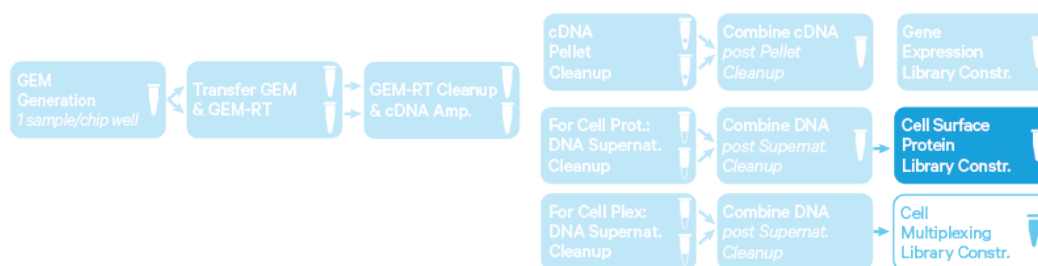 GEM
Generation
1 sample/chip well
Transfer GEM
& GEM-RT
GEM-RT Cleanup
& cDNA Amp.
cDNA
Pellet
Cleanup
Combine cDNA
post Pellet
Cleanup
Gene
Expression
Library Constr.
For Cell Prot.:
DNA Supernat.
Cleanup
Combine DNA
post Supernat.
Cleanup
Cell Surface
Protein
Library Constr.
For Cell Plex:
DNA Supernat.
Cleanup
Combine DNA
post Supernat.
Cleanup
Cell
Multiplexing
Library Constr.